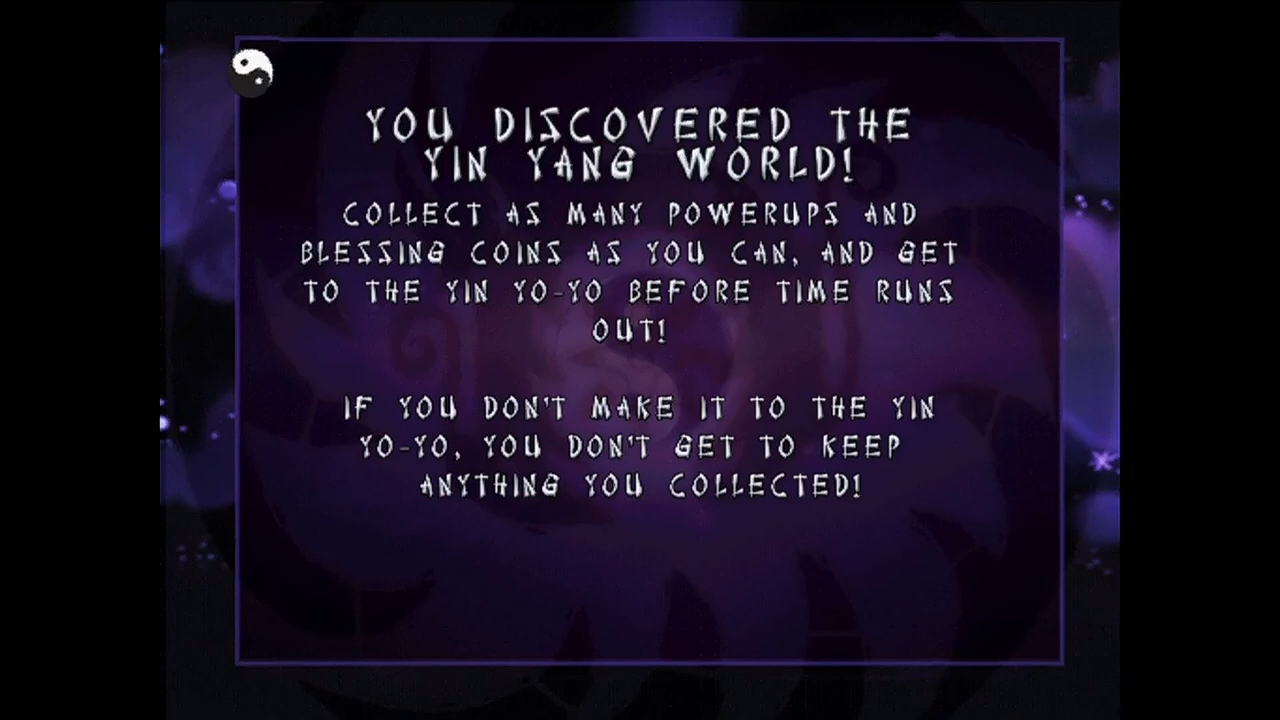 YOU DISCOVERED THE
YIN YANG WORLD!
COLLECT AS MANY POWERUPS AND
BLESSING COINS AS YOU CAN, AND GET
TO THE YIN YO-YO BEFORE TIME RUNS
OUT!
IF YOU DON'T MAKE IT TO THE YIN
YO-YO, YOU DON'T GET TO KEEP
ANYTHING YOU COLLECTED!